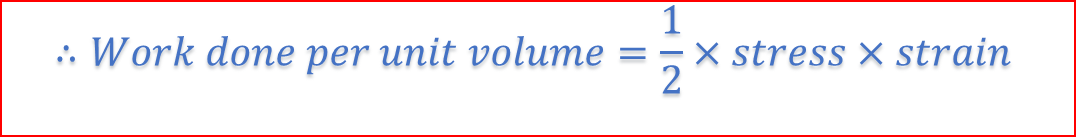 ∴ Work done per unit volume = 1/2 × stress × strain